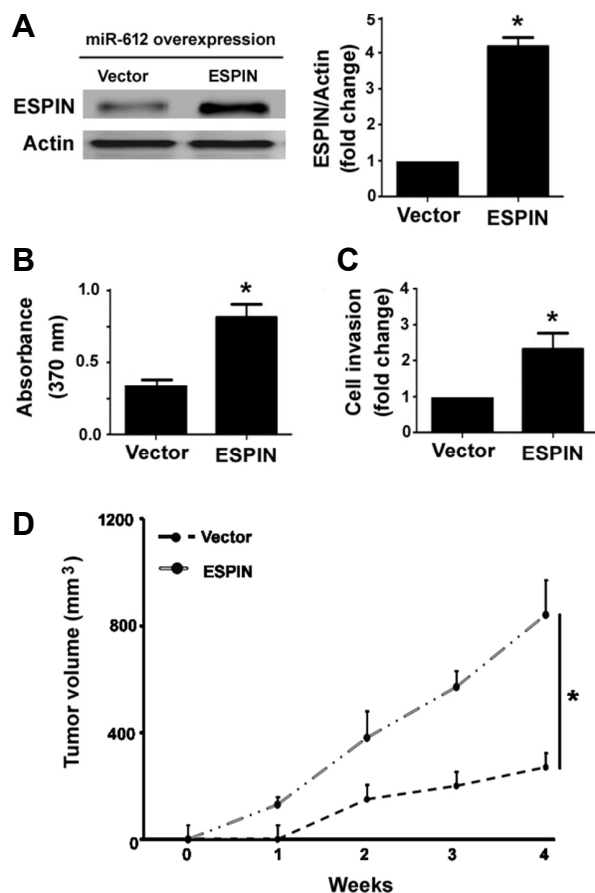 A
miR-612 overexpression
Vector ESPIN
ESPIN
Actin
ESPIN/Actin
(fold change)
5
4
3
2
1
0
*
Vector ESPIN
B
Absorbance
(370 nm)
1.0
0.5
0.0
*
Vector ESPIN
C
Cell invasion
(fold change)
4
3
2
1
0
*
Vector ESPIN
D
Tumor volume (mm3)
1200
800
400
0
Vector
ESPIN
*
0 1 2 3 4
Weeks